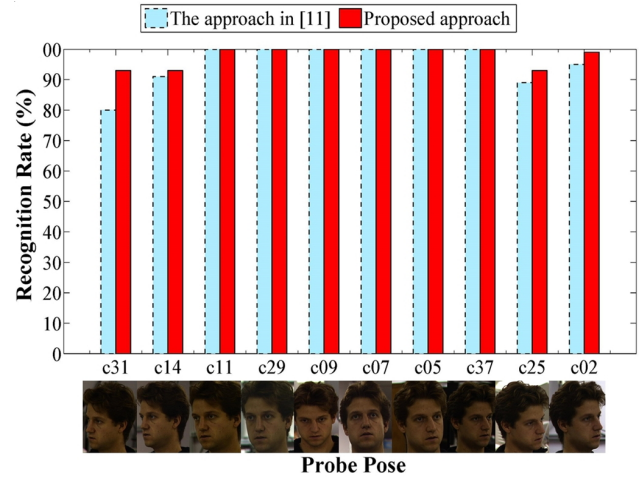 The approach in [11] Proposed approach
Recognition Rate (%)
00
90
80
70
60
50
40
30
20
10
0
c31 c14 c11 c29 c09 c07 c05 c37 c25 c02
Probe Pose